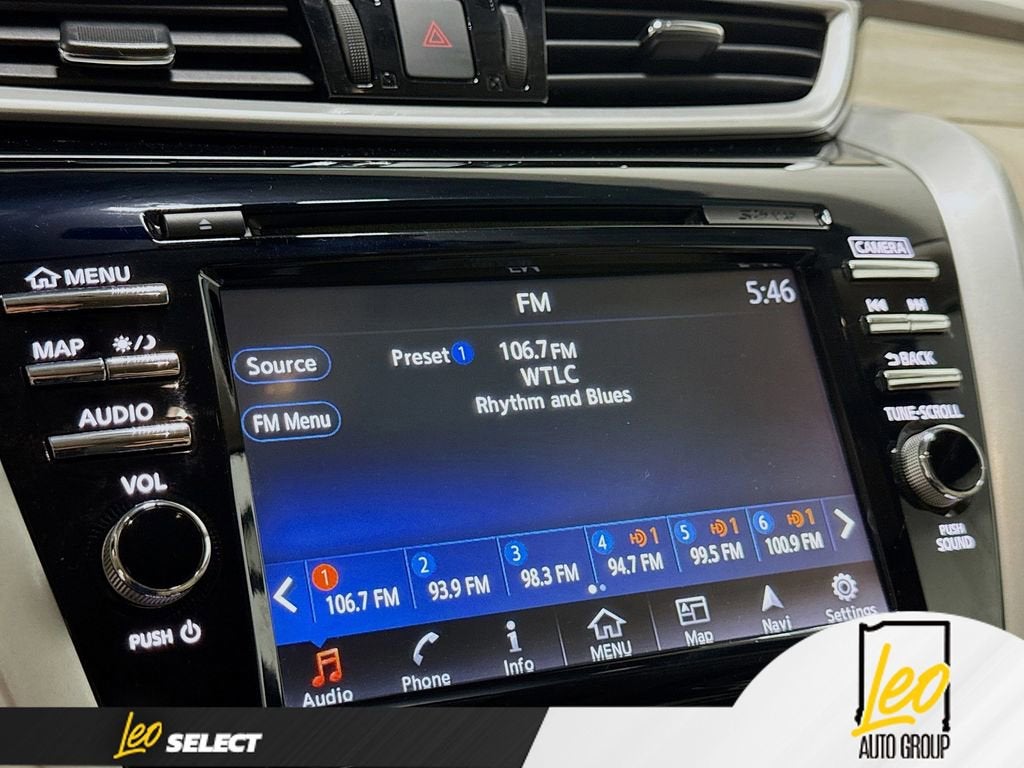 CAMERA
MENU
FM
5:46
MAP
Source
Preset 1 106.7 FM
WTLC
Rhythm and Blues
BACK
AUDIO
FM Menu
TUNE·SCROLL
VOL
PUSH
SOUND
1 106.7 FM
2 93.9 FM
3 98.3 FM
4 HD 1 94.7 FM
5 HD 1 99.5 FM
6 HD 1 100.9 FM
PUSH
Audio
Phone
Info
MENU
Map
Navi
Settings
Leo SELECT
Leo
AUTO GROUP